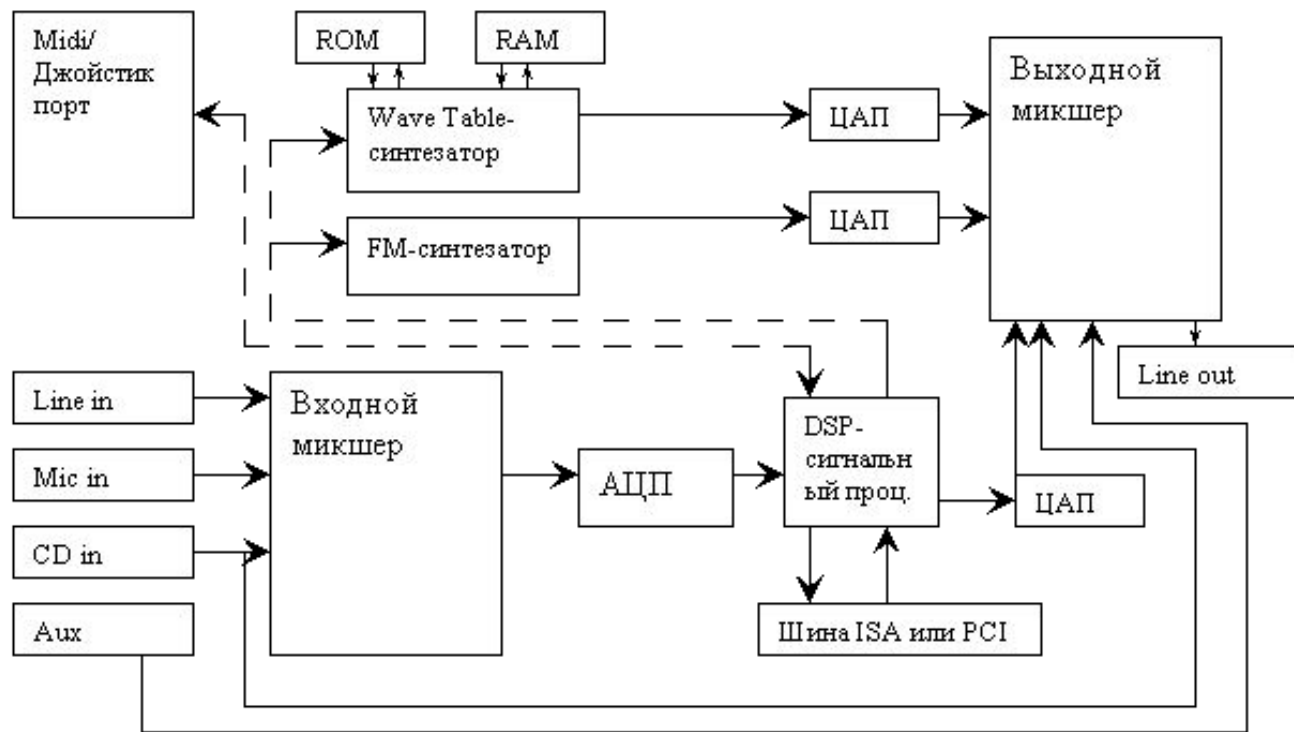 Midi/
Джойстик
порт
ROM
RAM
Wave Table-
синтезатор
ЦАП
Выходной
микшер
FM-синтезатор
ЦАП
Line out
Line in
Mic in
CD in
Aux
Входной
микшер
АЦП
DSP-
сигнальн
ый проц.
ЦАП
Шина ISA или PCI